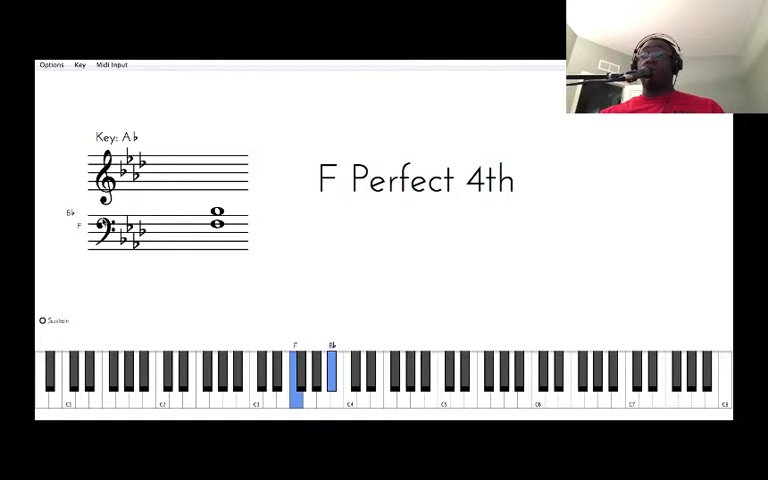 Options Key Midi Input
Key: A♭
F Perfect 4th
B♭
F
Sustain
F B♭
C1 C2 C3 C4 C5 C6 C7 C8